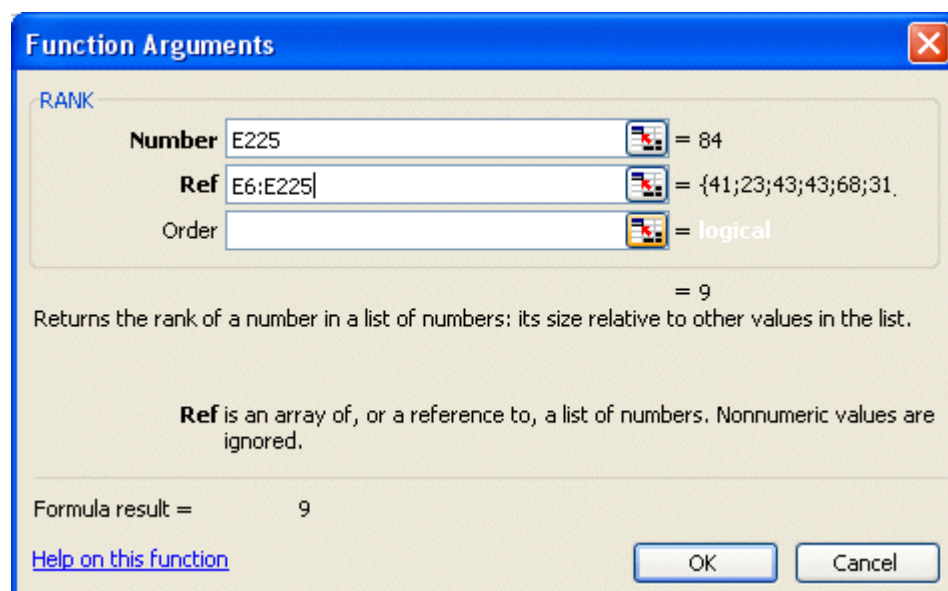 Function Arguments
RANK
Number E225 = 84
Ref E6:E225 = {41;23;43;43;68;31
Order = logical
= 9
Returns the rank of a number in a list of numbers: its size relative to other values in the list.
Ref is an array of, or a reference to, a list of numbers. Nonnumeric values are
ignored.
Formula result = 9
Help on this function OK Cancel